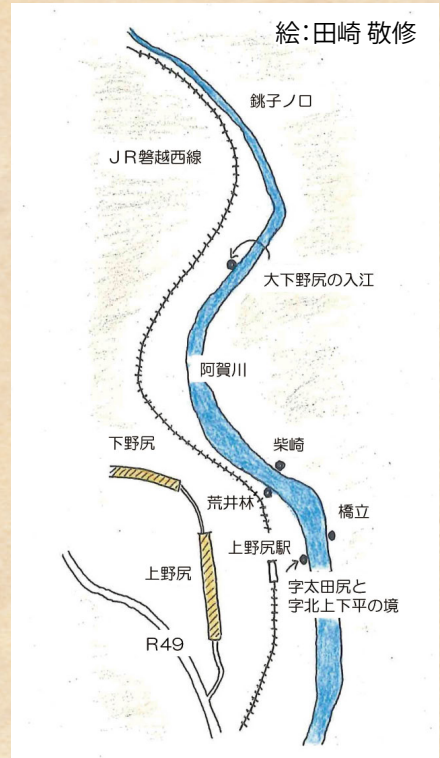 絵：田崎 敬修
銚子ノ口
ＪＲ磐越西線
大下野尻の入江
阿賀川
下野尻
柴崎
荒井林
橋立
上野尻駅
上野尻
字太田尻と
字北上下平の境
R49